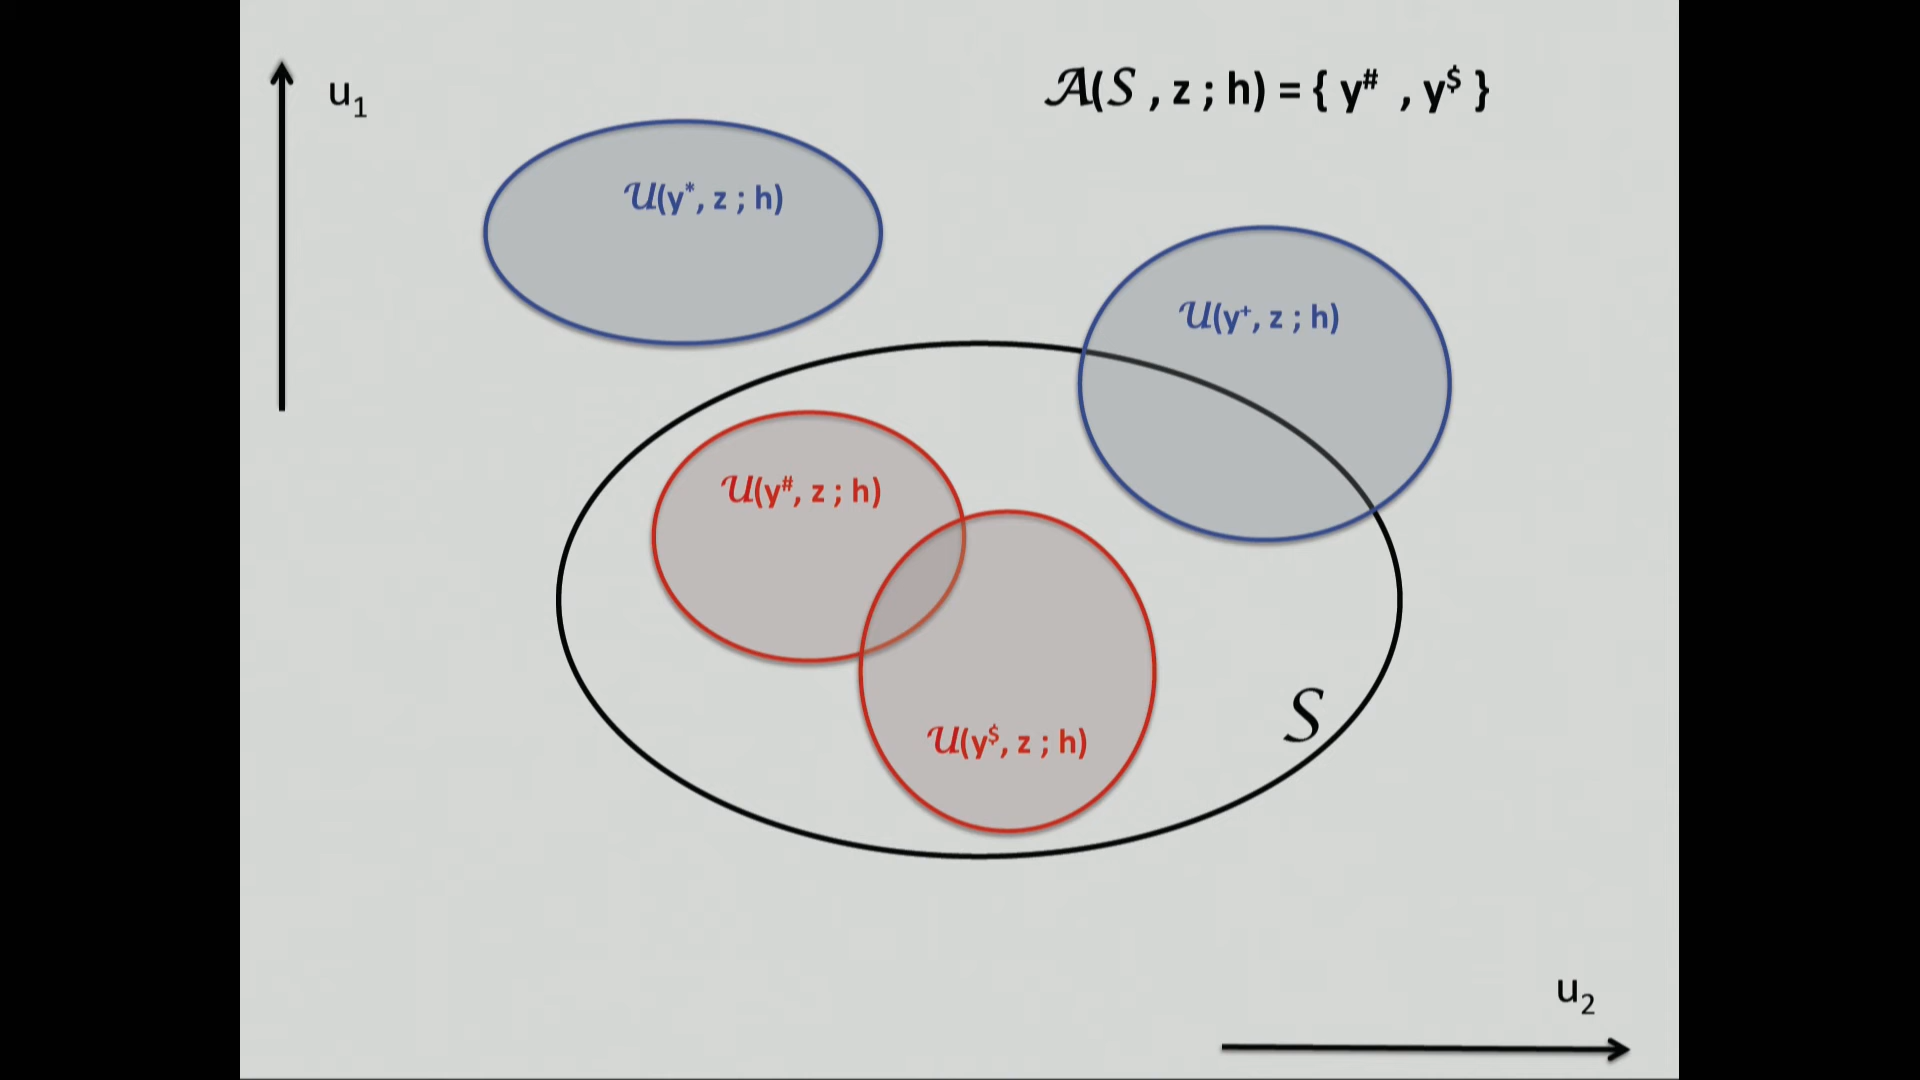 u₁
𝒜(𝒮 , z ; h) = { y^# , y^$ }
𝒰(y^*, z ; h)
𝒰(y^+, z ; h)
𝒰(y^#, z ; h)
𝒰(y^$, z ; h)
𝒮
u₂